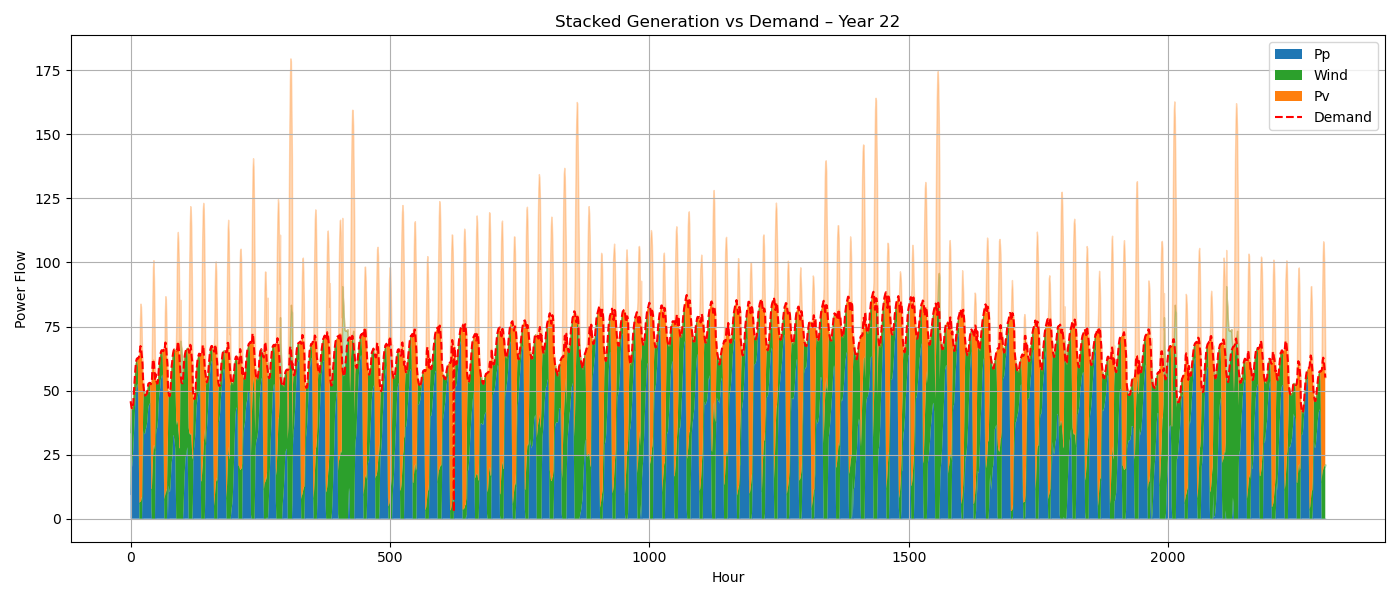 Stacked Generation vs Demand – Year 22
Power Flow
175
150
125
100
75
50
25
0
0 500 1000 1500 2000
Hour
Pp
Wind
Pv
Demand